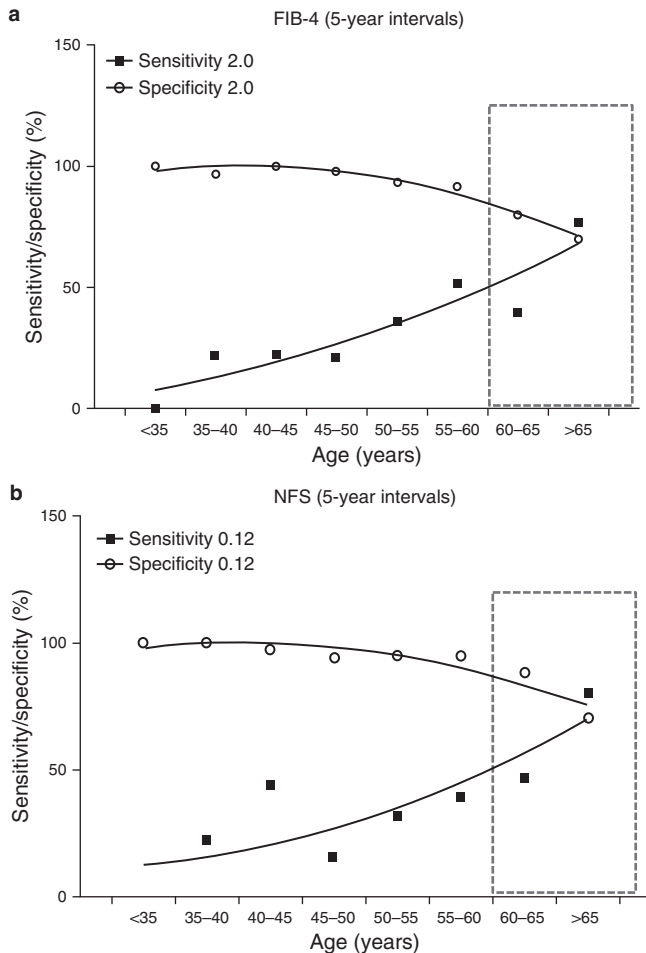 a
FIB-4 (5-year intervals)
150
100
50
0
Sensitivity/specificity (%)
Sensitivity 2.0
Specificity 2.0
<35 35–40 40–45 45–50 50–55 55–60 60–65 >65
Age (years)
b
NFS (5-year intervals)
150
100
50
0
Sensitivity/specificity (%)
Sensitivity 0.12
Specificity 0.12
<35 35–40 40–45 45–50 50–55 55–60 60–65 >65
Age (years)